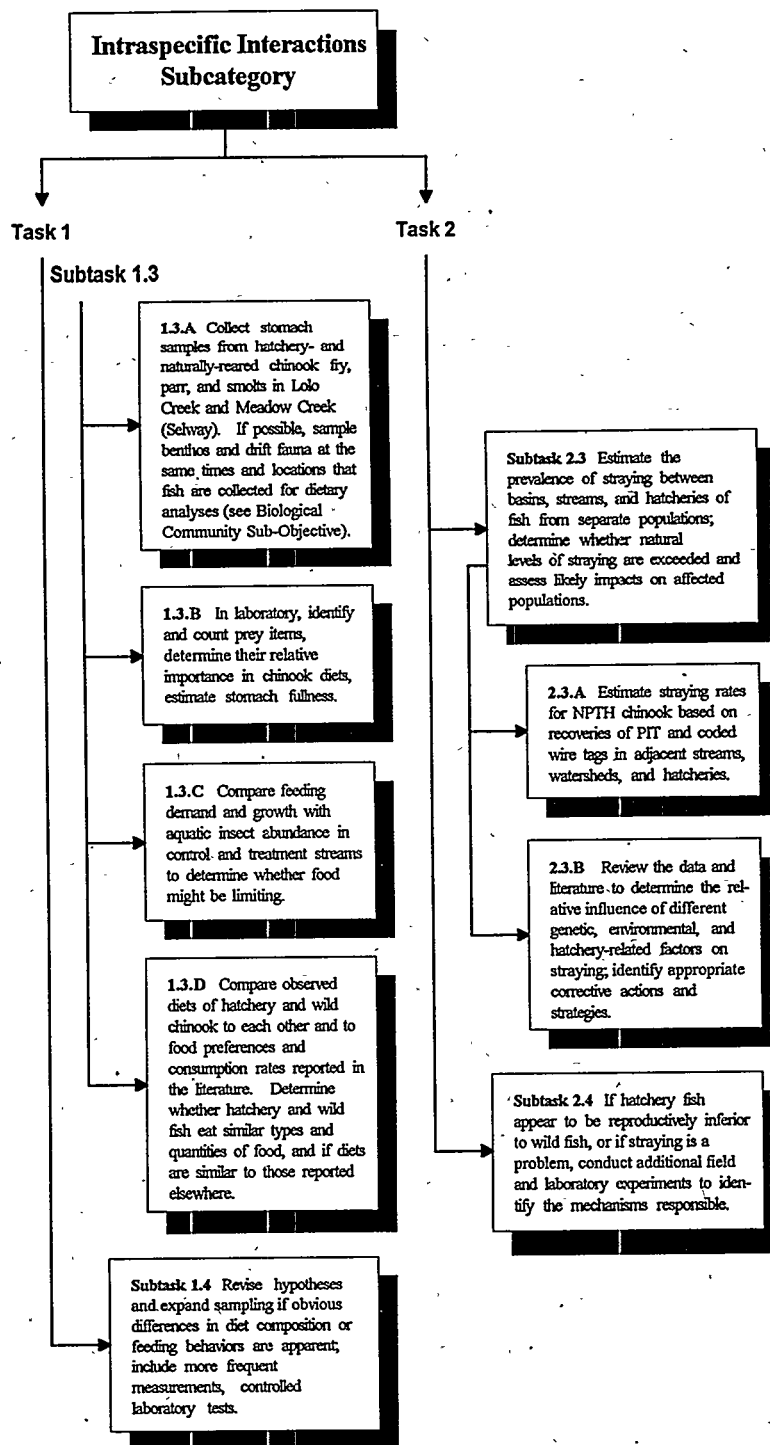 Intraspecific Interactions
Subcategory
Task 1
Subtask 1.3
1.3.A Collect stomach
samples from hatchery- and
naturally-reared chinook fry,
parr, and smolts in Lolo
Creek and Meadow Creek
(Selway). If possible, sample
benthos and drift fauna at the
same times and locations that
fish are collected for dietary
analyses (see Biological
Community Sub-Objective).
1.3.B In laboratory, identify
and count prey items,
determine their relative
importance in chinook diets,
estimate stomach fullness.
1.3.C Compare feeding
demand and growth with
aquatic insect abundance in
control and treatment streams
to determine whether food
might be limiting.
1.3.D Compare observed
diets of hatchery and wild
chinook to each other and to
food preferences and
consumption rates reported in
the literature. Determine
whether hatchery and wild
fish eat similar types and
quantities of food, and if diets
are similar to those reported
elsewhere.
Subtask 1.4 Revise hypotheses
and expand sampling if obvious
differences in diet composition or
feeding behaviors are apparent;
include more frequent
measurements, controlled
laboratory tests.
Task 2
Subtask 2.3 Estimate the
prevalence of straying between
basins, streams, and hatcheries of
fish from separate populations;
determine whether natural
levels of straying are exceeded and
assess likely impacts on affected
populations.
2.3.A Estimate straying rates
for NPTH chinook based on
recoveries of PIT and coded
wire tags in adjacent streams,
watersheds, and hatcheries.
2.3.B Review the data and
literature to determine the rel-
ative influence of different
genetic, environmental, and
hatchery-related factors on
straying; identify appropriate
corrective actions and
strategies.
Subtask 2.4 If hatchery fish
appear to be reproductively inferior
to wild fish, or if straying is a
problem, conduct additional field
and laboratory experiments to iden-
tify the mechanisms responsible.